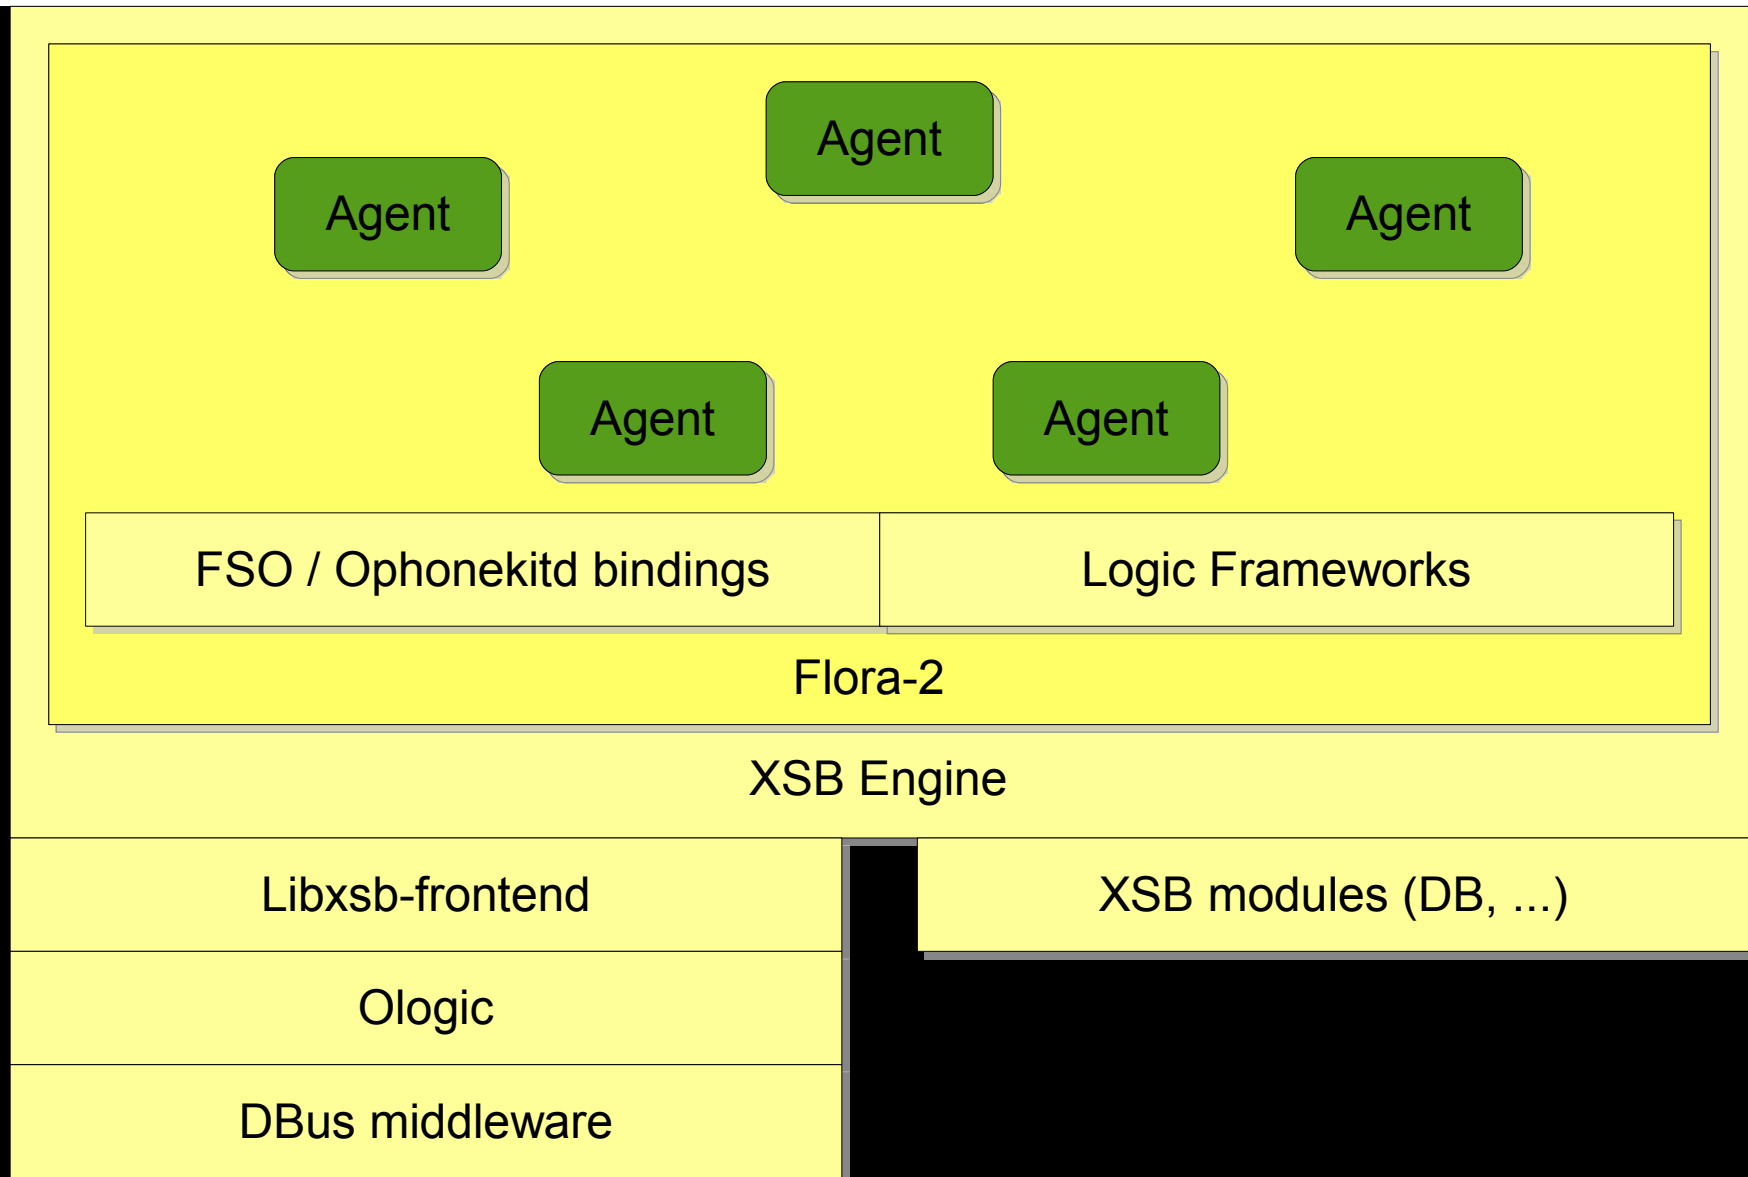 Agent
Agent
Agent
Agent
Agent
FSO / Ophonekitd bindings
Logic Frameworks
Flora-2
XSB Engine
Libxsb-frontend
XSB modules (DB, ...)
Ologic
DBus middleware